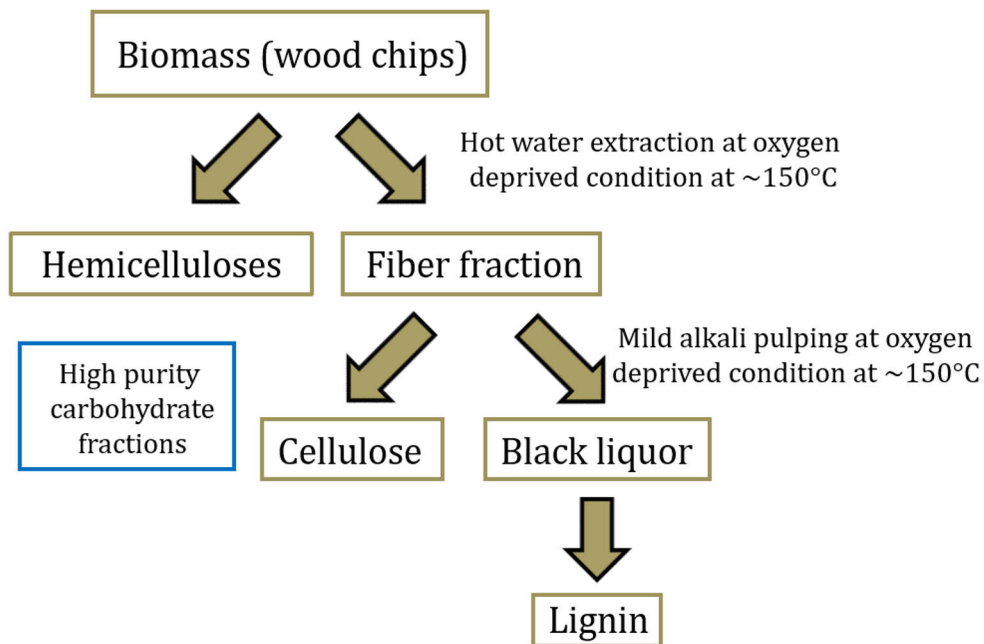 Biomass (wood chips)
Hot water extraction at oxygen
deprived condition at ~150°C
Hemicelluloses
Fiber fraction
Mild alkali pulping at oxygen
deprived condition at ~150°C
High purity
carbohydrate
fractions
Cellulose
Black liquor
Lignin